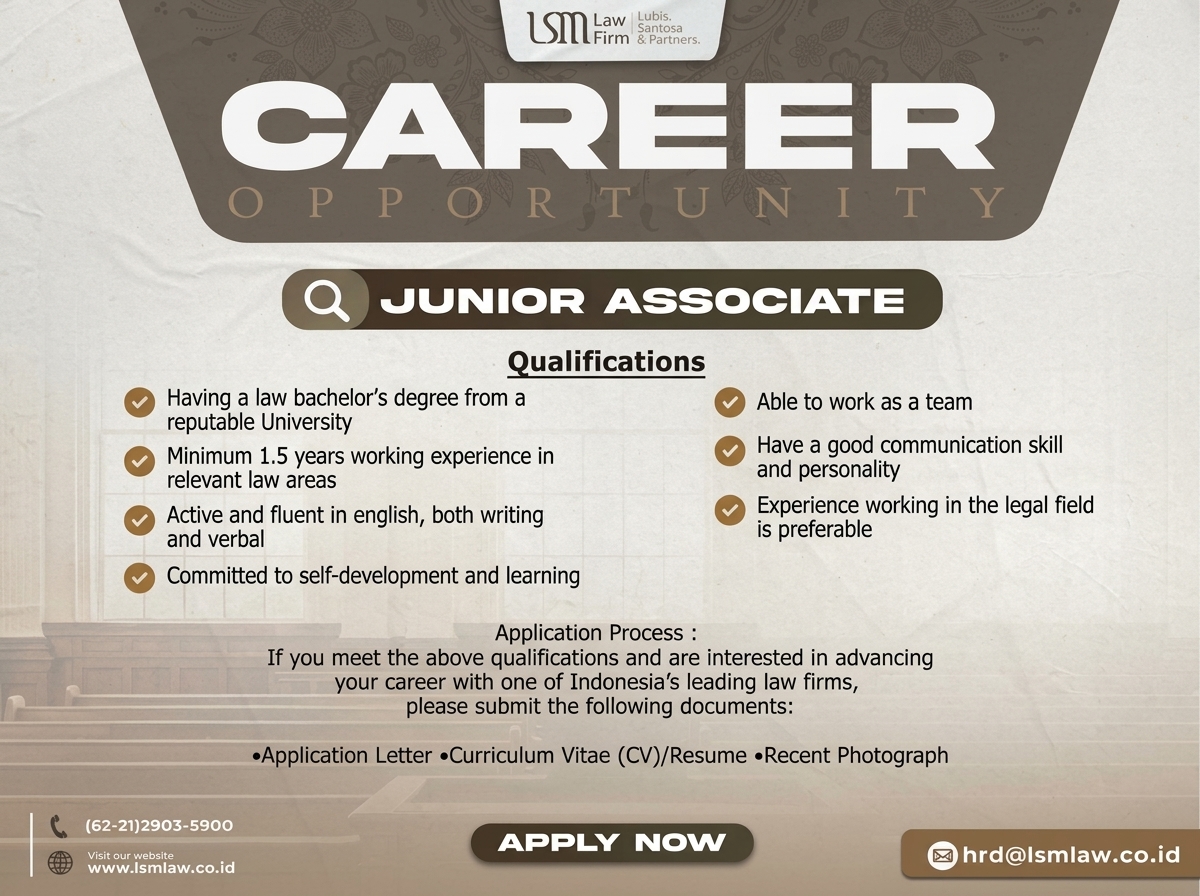 LSM Law Firm
Lubis.
Santosa
& Partners.
CAREER
OPPORTUNITY
JUNIOR ASSOCIATE
Qualifications
Having a law bachelor’s degree from a
reputable University
Minimum 1.5 years working experience in
relevant law areas
Active and fluent in english, both writing
and verbal
Committed to self-development and learning
Able to work as a team
Have a good communication skill
and personality
Experience working in the legal field
is preferable
Application Process :
If you meet the above qualifications and are interested in advancing
your career with one of Indonesia’s leading law firms,
please submit the following documents:
•Application Letter •Curriculum Vitae (CV)/Resume •Recent Photograph
(62-21)2903-5900
Visit our website
www.lsmlaw.co.id
APPLY NOW
hrd@lsmlaw.co.id